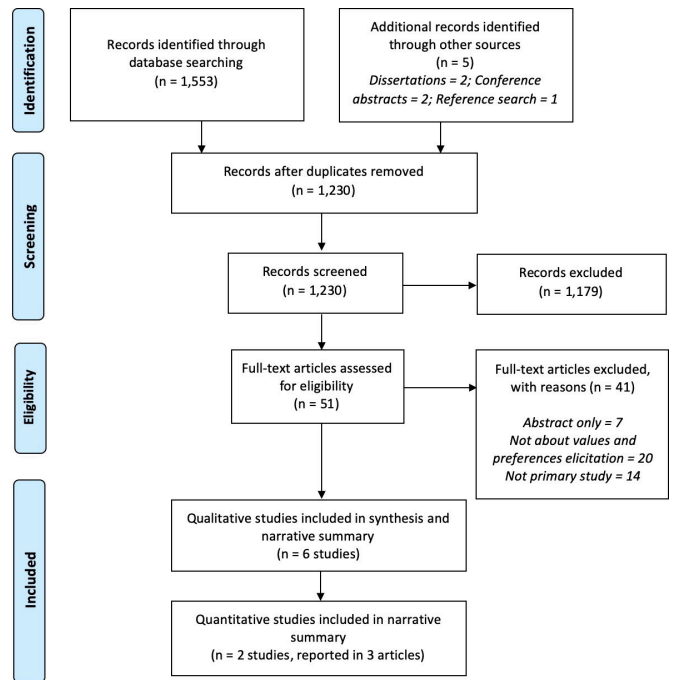 Identification
Records identified through
database searching
(n = 1,553)
Additional records identified
through other sources
(n = 5)
Dissertations = 2; Conference
abstracts = 2; Reference search = 1
Screening
Records after duplicates removed
(n = 1,230)
Records screened
(n = 1,230)
Records excluded
(n = 1,179)
Eligibility
Full-text articles assessed
for eligibility
(n = 51)
Full-text articles excluded,
with reasons (n = 41)
Abstract only = 7
Not about values and
preferences elicitation = 20
Not primary study = 14
Included
Qualitative studies included in synthesis and
narrative summary
(n = 6 studies)
Quantitative studies included in narrative
summary
(n = 2 studies, reported in 3 articles)